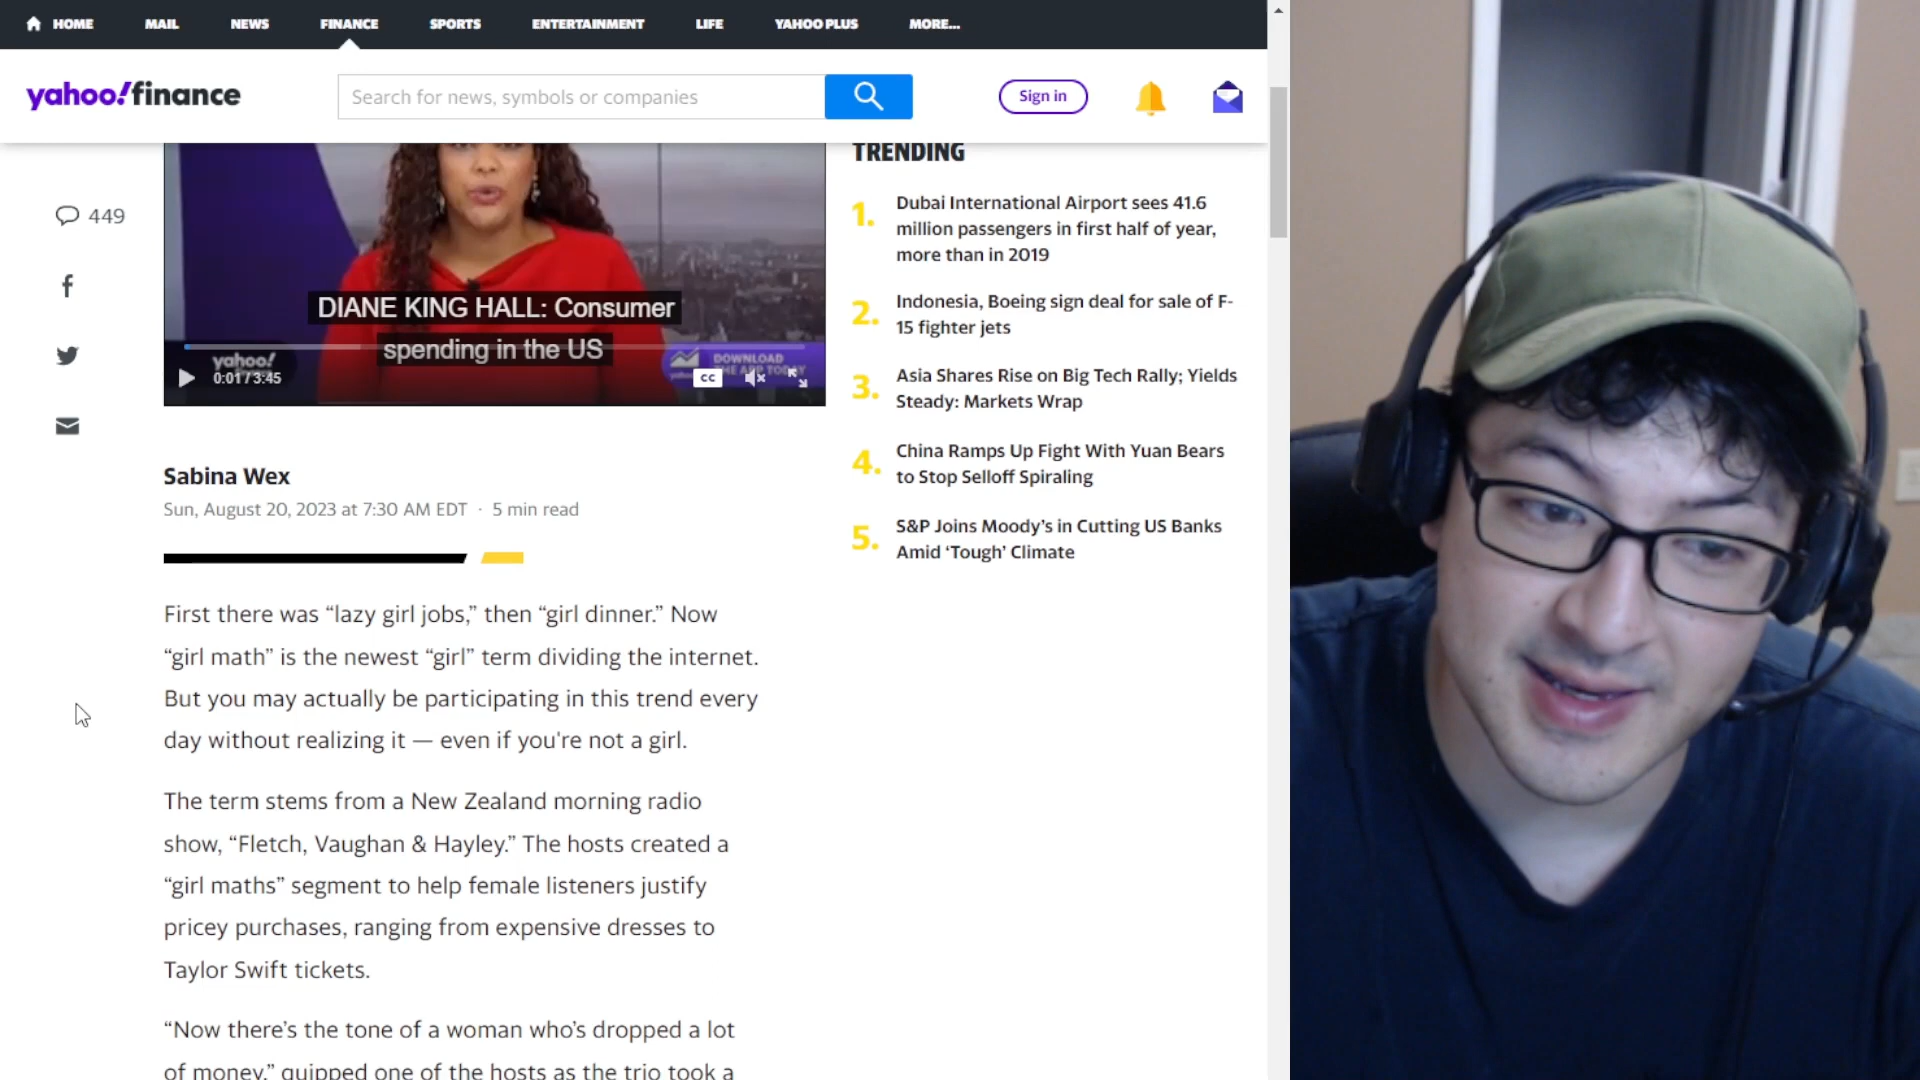 HOME MAIL NEWS FINANCE SPORTS ENTERTAINMENT LIFE YAHOO PLUS MORE...
yahoo!finance
Search for news, symbols or companies
Sign in
449
DIANE KING HALL: Consumer
spending in the US
yahoo!
DOWNLOAD
THE APP TODAY
0:01 / 3:45
CC
Sabina Wex
Sun, August 20, 2023 at 7:30 AM EDT · 5 min read
First there was “lazy girl jobs,” then “girl dinner.” Now
“girl math” is the newest “girl” term dividing the internet.
But you may actually be participating in this trend every
day without realizing it — even if you're not a girl.
The term stems from a New Zealand morning radio
show, “Fletch, Vaughan & Hayley.” The hosts created a
“girl maths” segment to help female listeners justify
pricey purchases, ranging from expensive dresses to
Taylor Swift tickets.
“Now there’s the tone of a woman who’s dropped a lot
of money,” quipped one of the hosts as the trio took a
TRENDING
1. Dubai International Airport sees 41.6
million passengers in first half of year,
more than in 2019
2. Indonesia, Boeing sign deal for sale of F-
15 fighter jets
3. Asia Shares Rise on Big Tech Rally; Yields
Steady: Markets Wrap
4. China Ramps Up Fight With Yuan Bears
to Stop Selloff Spiraling
5. S&P Joins Moody’s in Cutting US Banks
Amid ‘Tough’ Climate